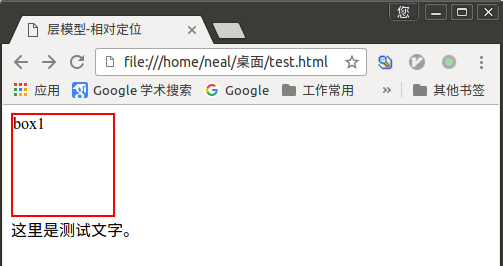 您
层模型-相对定位
file:///home/neal/桌面/test.html
应用 Google 学术搜索 Google 工作常用 » 其他书签
box1
这里是测试文字。